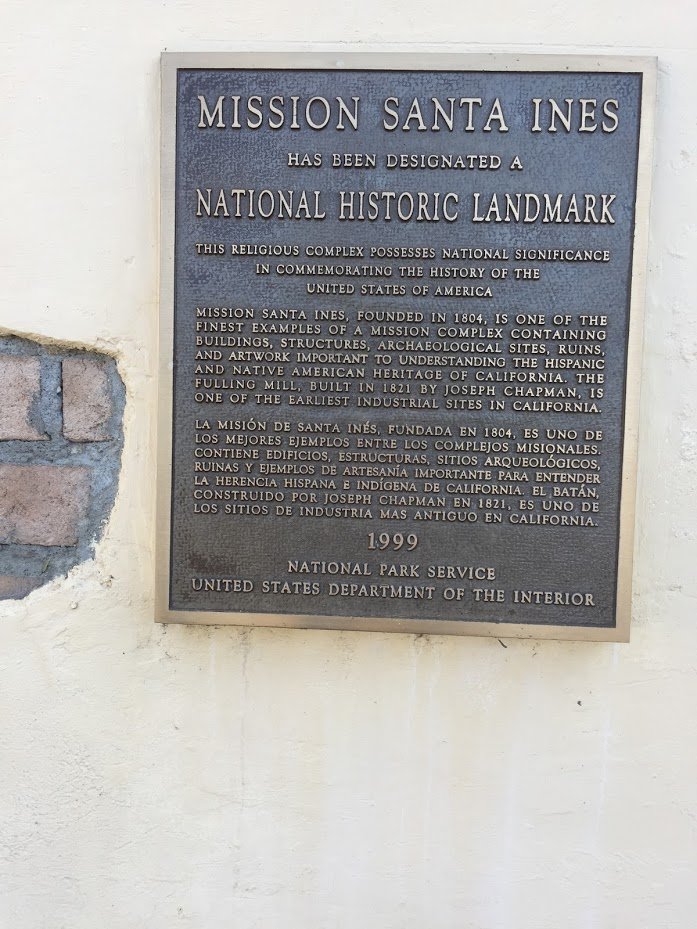 MISSION SANTA INES
HAS BEEN DESIGNATED A
NATIONAL HISTORIC LANDMARK
THIS RELIGIOUS COMPLEX POSSESSES NATIONAL SIGNIFICANCE
IN COMMEMORATING THE HISTORY OF THE
UNITED STATES OF AMERICA
MISSION SANTA INES, FOUNDED IN 1804, IS ONE OF THE
FINEST EXAMPLES OF A MISSION COMPLEX CONTAINING
BUILDINGS, STRUCTURES, ARCHAEOLOGICAL SITES, RUINS,
AND ARTWORK IMPORTANT TO UNDERSTANDING THE HISPANIC
AND NATIVE AMERICAN HERITAGE OF CALIFORNIA. THE
FULLING MILL, BUILT IN 1821 BY JOSEPH CHAPMAN, IS
ONE OF THE EARLIEST INDUSTRIAL SITES IN CALIFORNIA.
LA MISIÓN DE SANTA INÉS, FUNDADA EN 1804, ES UNO DE
LOS MEJORES EJEMPLOS ENTRE LOS COMPLEJOS MISIONALES.
CONTIENE EDIFICIOS, ESTRUCTURAS, SITIOS ARQUEOLÓGICOS,
RUINAS Y EJEMPLOS DE ARTESANÍA IMPORTANTE PARA ENTENDER
LA HERENCIA HISPANA E INDÍGENA DE CALIFORNIA. EL BATÁN,
CONSTRUIDO POR JOSEPH CHAPMAN EN 1821, ES UNO DE
LOS SITIOS DE INDUSTRIA MAS ANTIGUO EN CALIFORNIA.
1999
NATIONAL PARK SERVICE
UNITED STATES DEPARTMENT OF THE INTERIOR